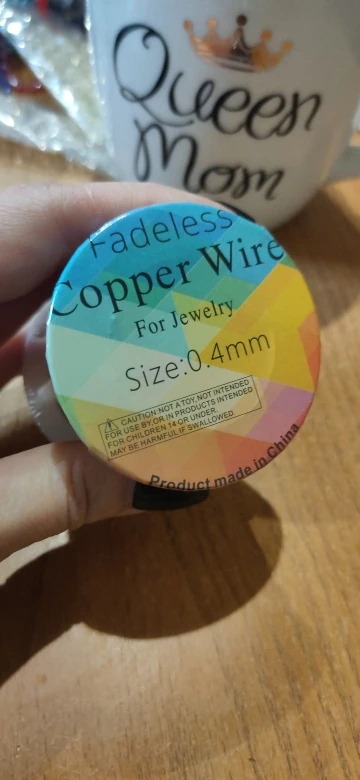 Queen
Mom
Fadeless
Copper Wire
For Jewelry
Size:0.4mm
CAUTION:NOT A TOY,NOT INTENDED
FOR USE BY,OR IN PRODUCTS INTENDED
FOR CHILDREN 14 OR UNDER.
MAY BE HARMFUL IF SWALLOWED
Product made in China